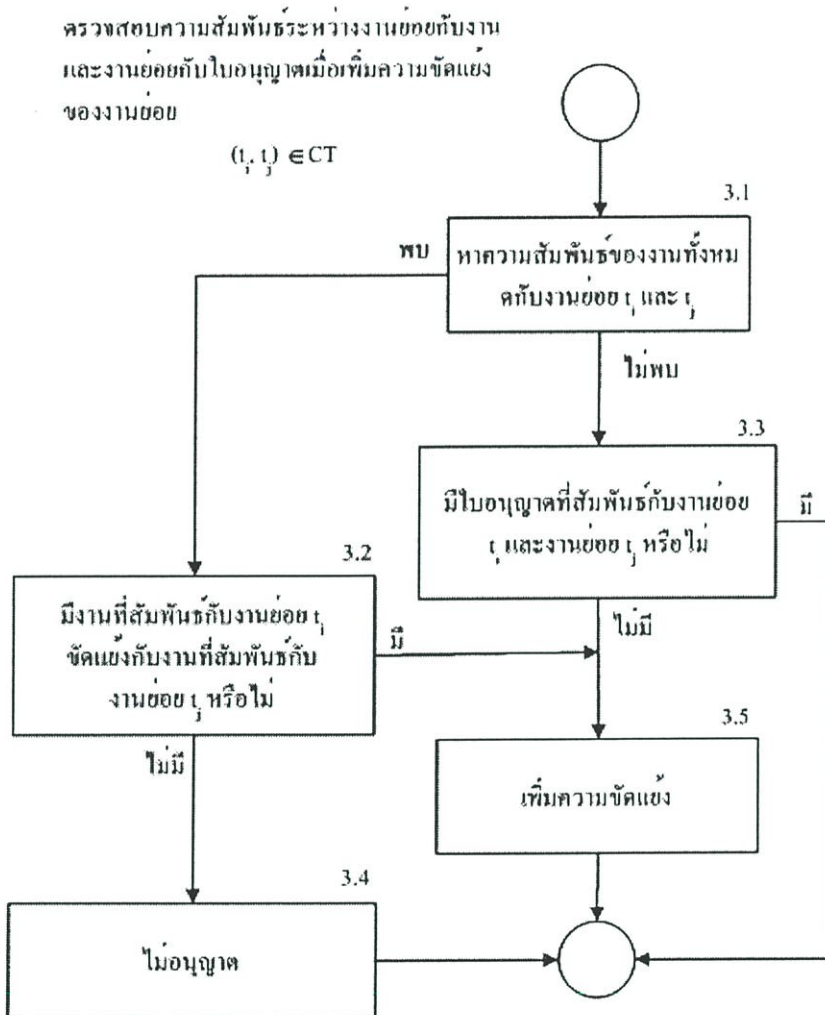 ตรวจสอบความสัมพันธ์ระหว่างงานย่อยกับงาน
และงานย่อยกับใบอนุญาตเมื่อเพิ่มความขัดแย้ง
ของงานย่อย
(tᵢ, tⱼ) ∈ CT
3.1
พบ
หาความสัมพันธ์ของงานทั้งหม
ดกับงานย่อย tᵢ และ tⱼ
ไม่พบ
3.3
มีใบอนุญาตที่สัมพันธ์กับงานย่อย
tᵢ และงานย่อย tⱼ หรือไม่
มี
3.2
มีงานที่สัมพันธ์กับงานย่อย tᵢ
ขัดแย้งกับงานที่สัมพันธ์กับ
งานย่อย tⱼ หรือไม่
มี
ไม่มี
3.5
ไม่มี
เพิ่มความขัดแย้ง
3.4
ไม่อนุญาต